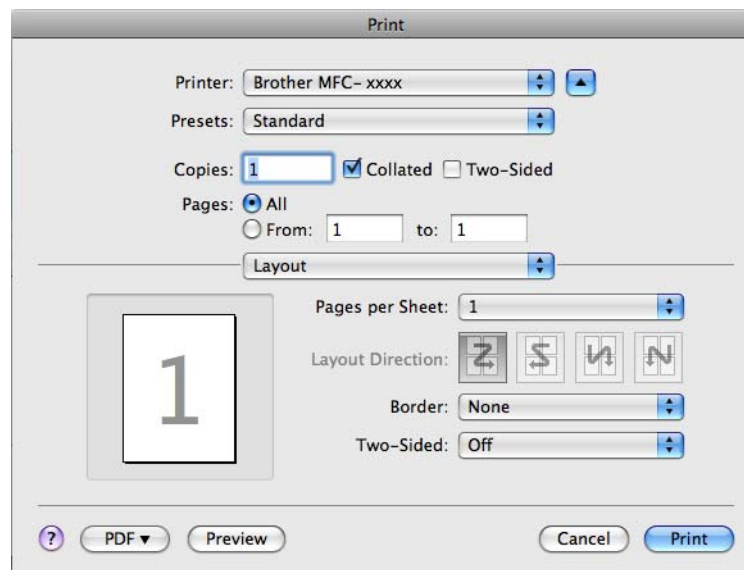 Print
Printer: Brother MFC- xxxx
Presets: Standard
Copies: 1 Collated Two-Sided
Pages: All
From: 1 to: 1
Layout
Pages per Sheet: 1
Layout Direction:
Border: None
Two-Sided: Off
1
? PDF Preview Cancel Print